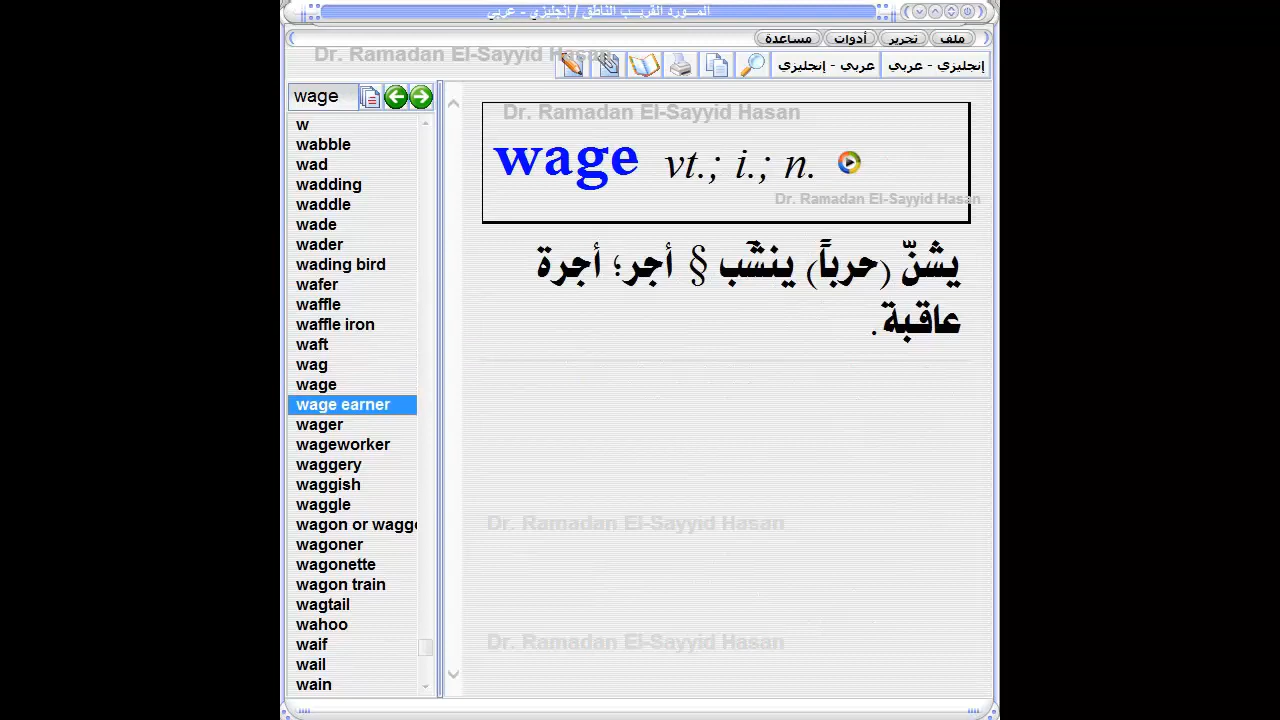 المـــورد القريـــب الناطق / إنجليزي - عربي
ملف
تحرير
أدوات
مساعدة
Dr. Ramadan El-Sayyid Hasan
إنجليزي - عربي
عربي - إنجليزي
wage
w
wabble
wad
wadding
waddle
wade
wader
wading bird
wafer
waffle
waffle iron
waft
wag
wage
wage earner
wager
wageworker
waggery
waggish
waggle
wagon or wagge
wagoner
wagonette
wagon train
wagtail
wahoo
waif
wail
wain
Dr. Ramadan El-Sayyid Hasan
wage vt.; i.; n.
Dr. Ramadan El-Sayyid Hasan
يشنّ (حرباً) ينشب § أجر؛ أجرة
عاقبة.
Dr. Ramadan El-Sayyid Hasan
Dr. Ramadan El-Sayyid Hasan